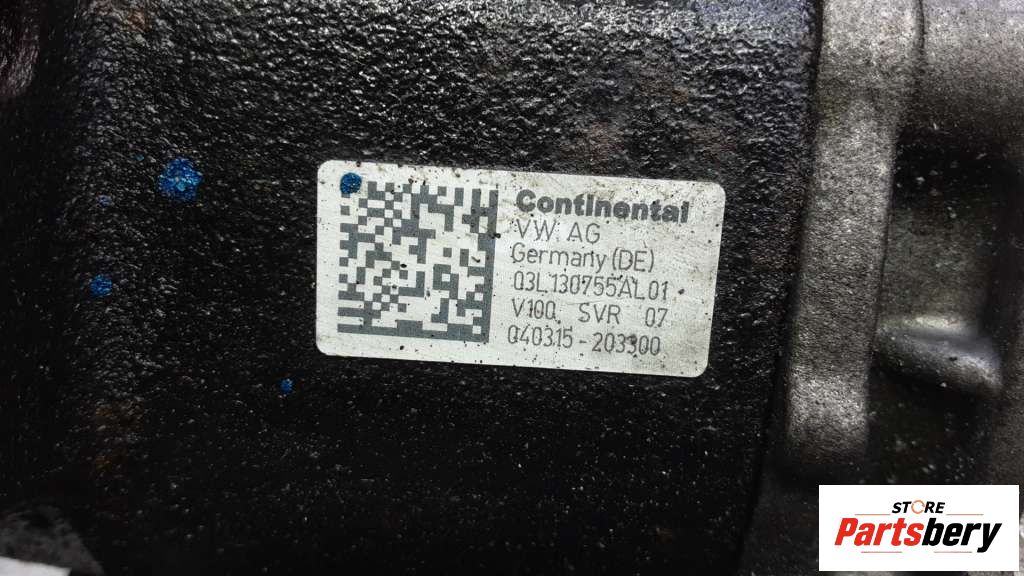 Continental
VW AG
Germany (DE)
03L130755AL01
V100 SVR 07
040315-203300
STORE
Partsbery